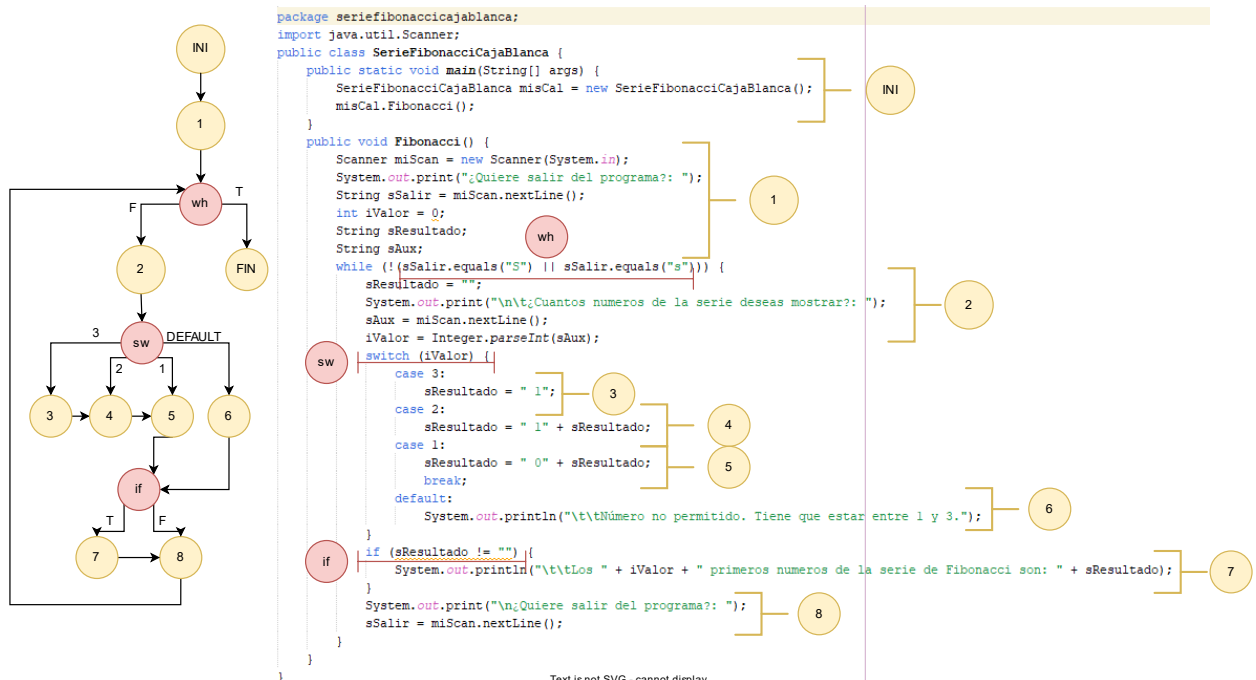 INI
1
wh
T
F
2
FIN
sw
3
DEFAULT
2
1
3
4
5
6
if
T
F
7
8
package seriefibonaccicajablanca;
import java.util.Scanner;
public class SerieFibonacciCajaBlanca {
public static void main(String[] args) {
SerieFibonacciCajaBlanca misCal = new SerieFibonacciCajaBlanca();
misCal.Fibonacci();
}
INI
public void Fibonacci() {
Scanner miScan = new Scanner(System.in);
System.out.print("¿Quiere salir del programa?: ");
String sSalir = miScan.nextLine();
int iValor = 0;
String sResultado;
String sAux;
1
wh
while (!(sSalir.equals("S") || sSalir.equals("s"))) {
sResultado = "";
System.out.print("\n\t¿Cuantos numeros de la serie deseas mostrar?: ");
sAux = miScan.nextLine();
iValor = Integer.parseInt(sAux);
2
sw
switch (iValor) {
case 3:
sResultado = " 1";
3
case 2:
sResultado = " 1" + sResultado;
4
case 1:
sResultado = " 0" + sResultado;
break;
5
default:
System.out.println("\t\tNúmero no permitido. Tiene que estar entre 1 y 3.");
6
}
if
if (sResultado != "") {
System.out.println("\t\tLos " + iValor + " primeros numeros de la serie de Fibonacci son: " + sResultado);
7
}
System.out.print("\n¿Quiere salir del programa?: ");
sSalir = miScan.nextLine();
8
}
}
}
Text is not SVG - cannot display